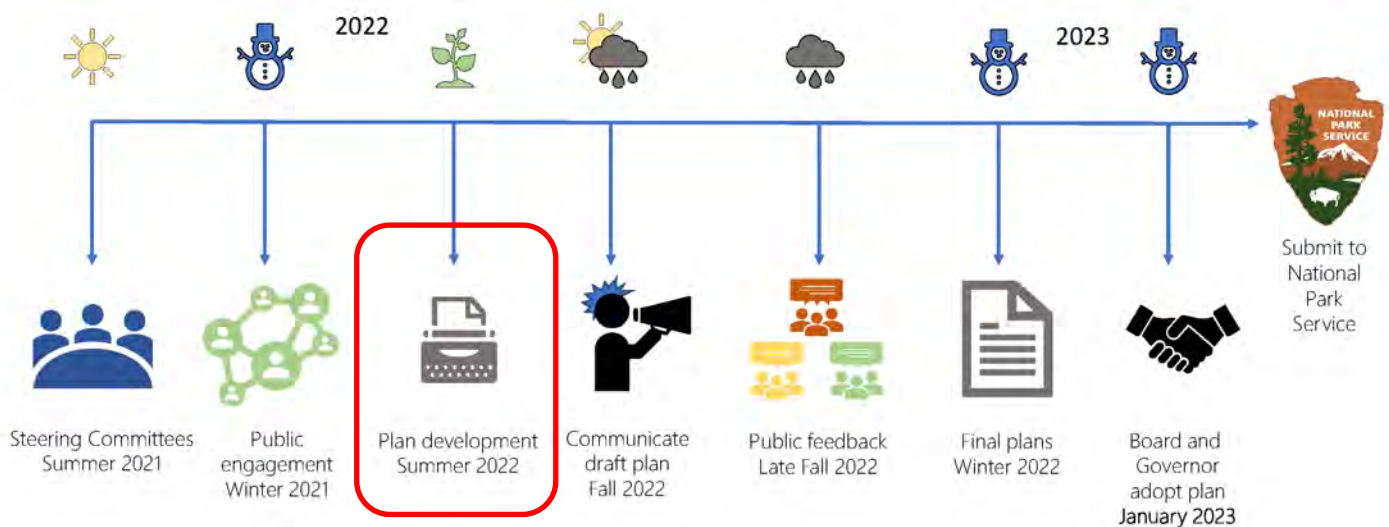 2022
2023
NATIONAL
PARK
SERVICE
Submit to
National
Park
Service
Steering Committees
Summer 2021
Public
engagement
Winter 2021
Plan development
Summer 2022
Communicate
draft plan
Fall 2022
Public feedback
Late Fall 2022
Final plans
Winter 2022
Board and
Governor
adopt plan
January 2023